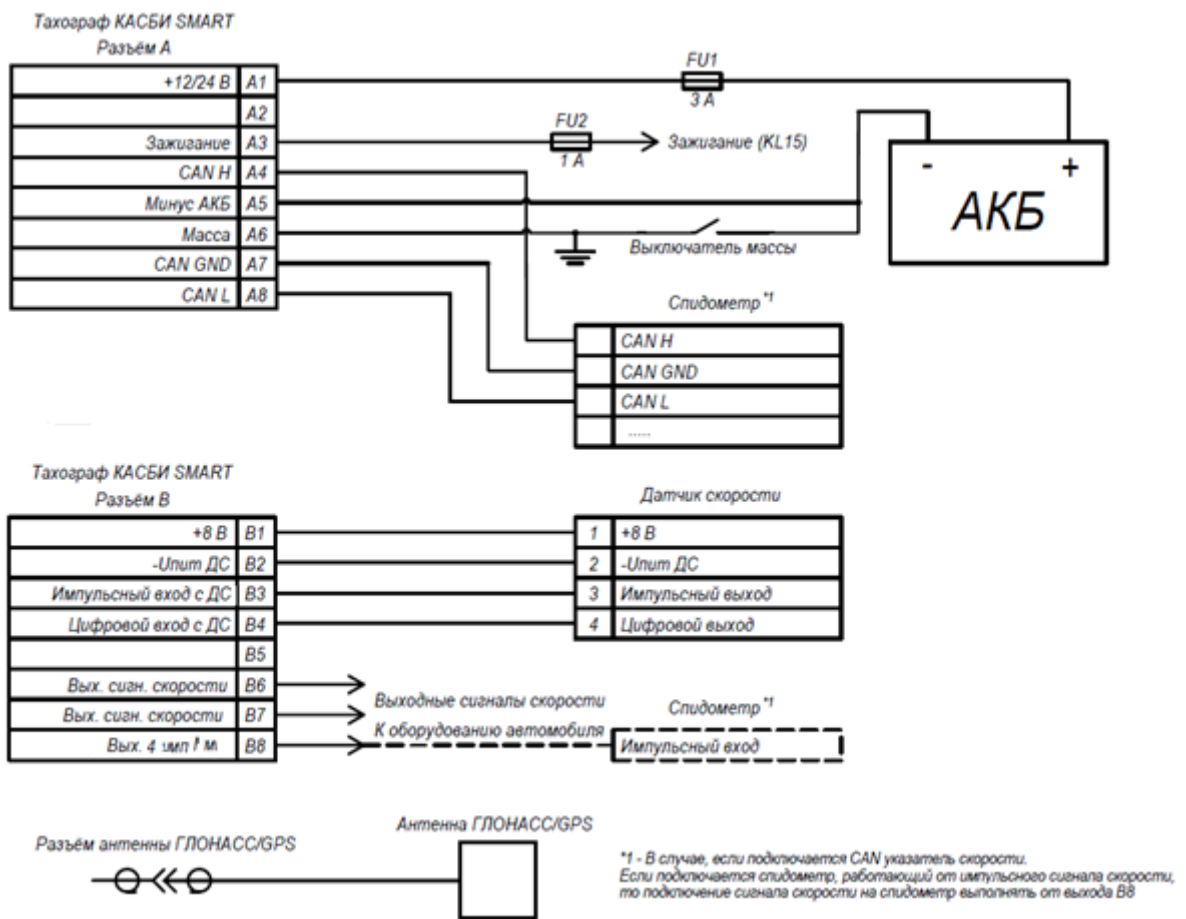 Тахограф КАСБИ SMART
Разъём А
+12/24 В A1
A2
Зажигание A3
CAN H A4
Минус АКБ A5
Масса A6
CAN GND A7
CAN L A8
FU1
3 А
FU2
1 А
Зажигание (KL15)
- +
АКБ
Выключатель массы
Спидометр *1
CAN H
CAN GND
CAN L
.....
Тахограф КАСБИ SMART
Разъём В
+8 В B1
-Uпит ДС B2
Импульсный вход с ДС B3
Цифровой вход с ДС B4
B5
Вых. сигн. скорости B6
Вых. сигн. скорости B7
Вых. 4 имп / м B8
Датчик скорости
1 +8 В
2 -Uпит ДС
3 Импульсный выход
4 Цифровой выход
Выходные сигналы скорости
К оборудованию автомобиля
Спидометр *1
Импульсный вход
Разъём антенны ГЛОНАСС/GPS
Антенна ГЛОНАСС/GPS
*1 - В случае, если подключается CAN указатель скорости.
Если подключается спидометр, работающий от импульсного сигнала скорости,
то подключение сигнала скорости на спидометр выполнять от выхода В8